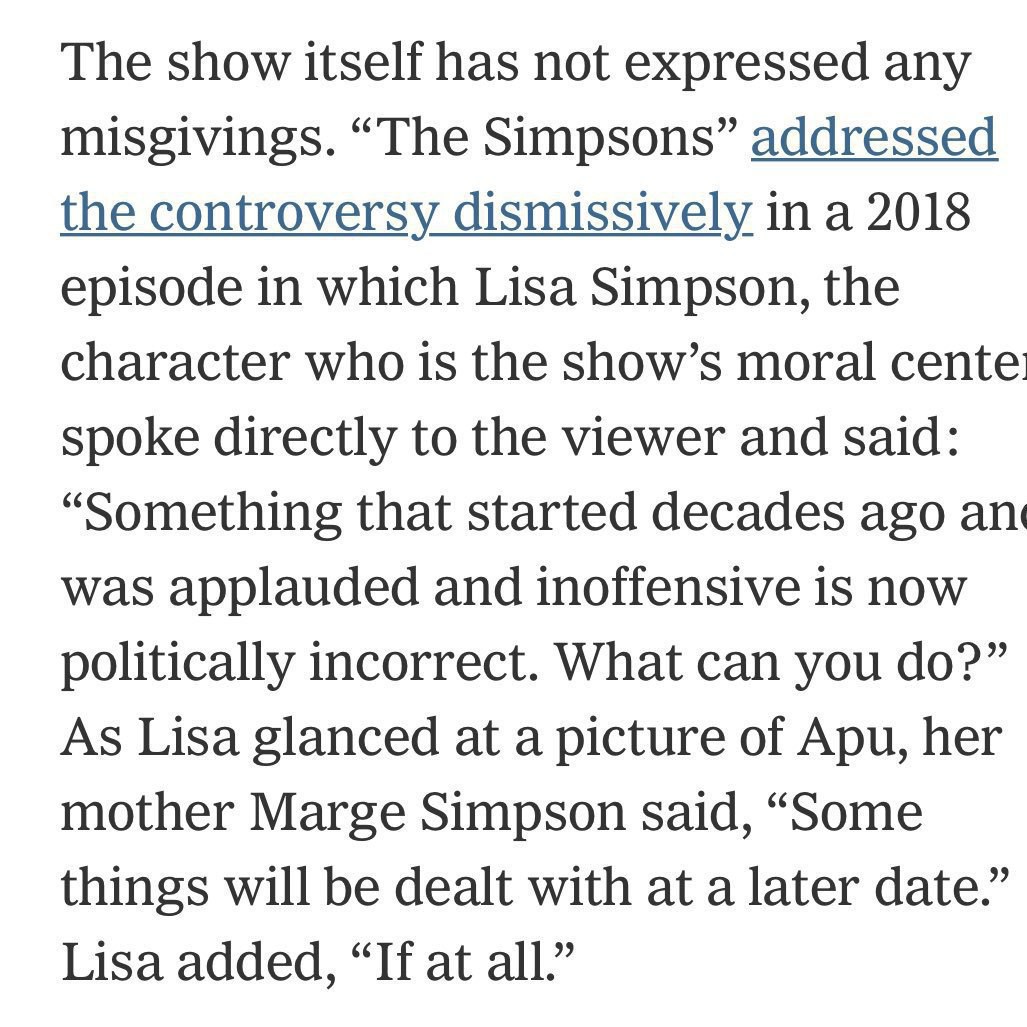 The show itself has not expressed any
misgivings. “The Simpsons” addressed
the controversy dismissively in a 2018
episode in which Lisa Simpson, the
character who is the show’s moral center
spoke directly to the viewer and said:
“Something that started decades ago and
was applauded and inoffensive is now
politically incorrect. What can you do?”
As Lisa glanced at a picture of Apu, her
mother Marge Simpson said, “Some
things will be dealt with at a later date.”
Lisa added, “If at all.”